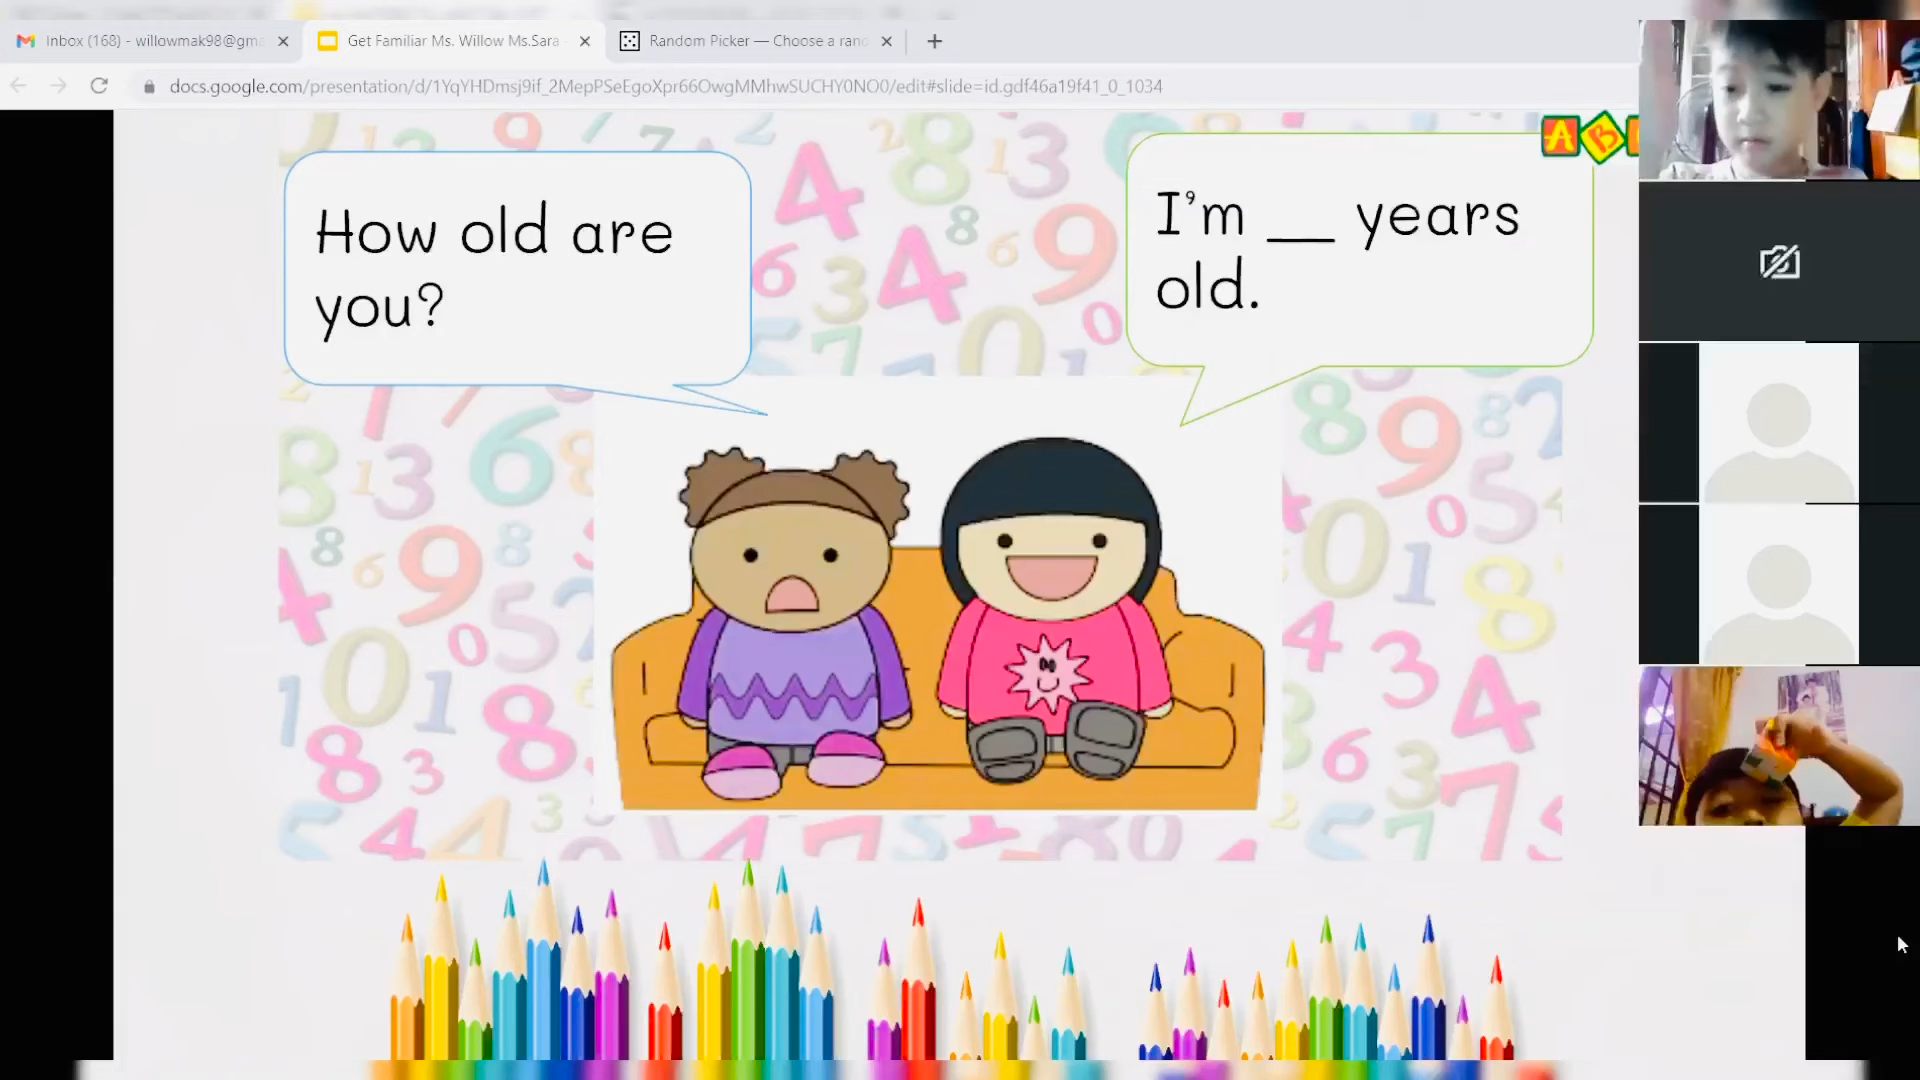 Inbox (168) - willowmak98@gma
Get Familiar Ms. Willow Ms.Sara
Random Picker — Choose a ran
docs.google.com/presentation/d/1YqYHDmsj9if_2MepPSeEgoXpr66OwgMMhwSUCHY0NO0/edit#slide=id.gdf46a19f41_0_1034
How old are
you?
I'm __ years
old.
A B